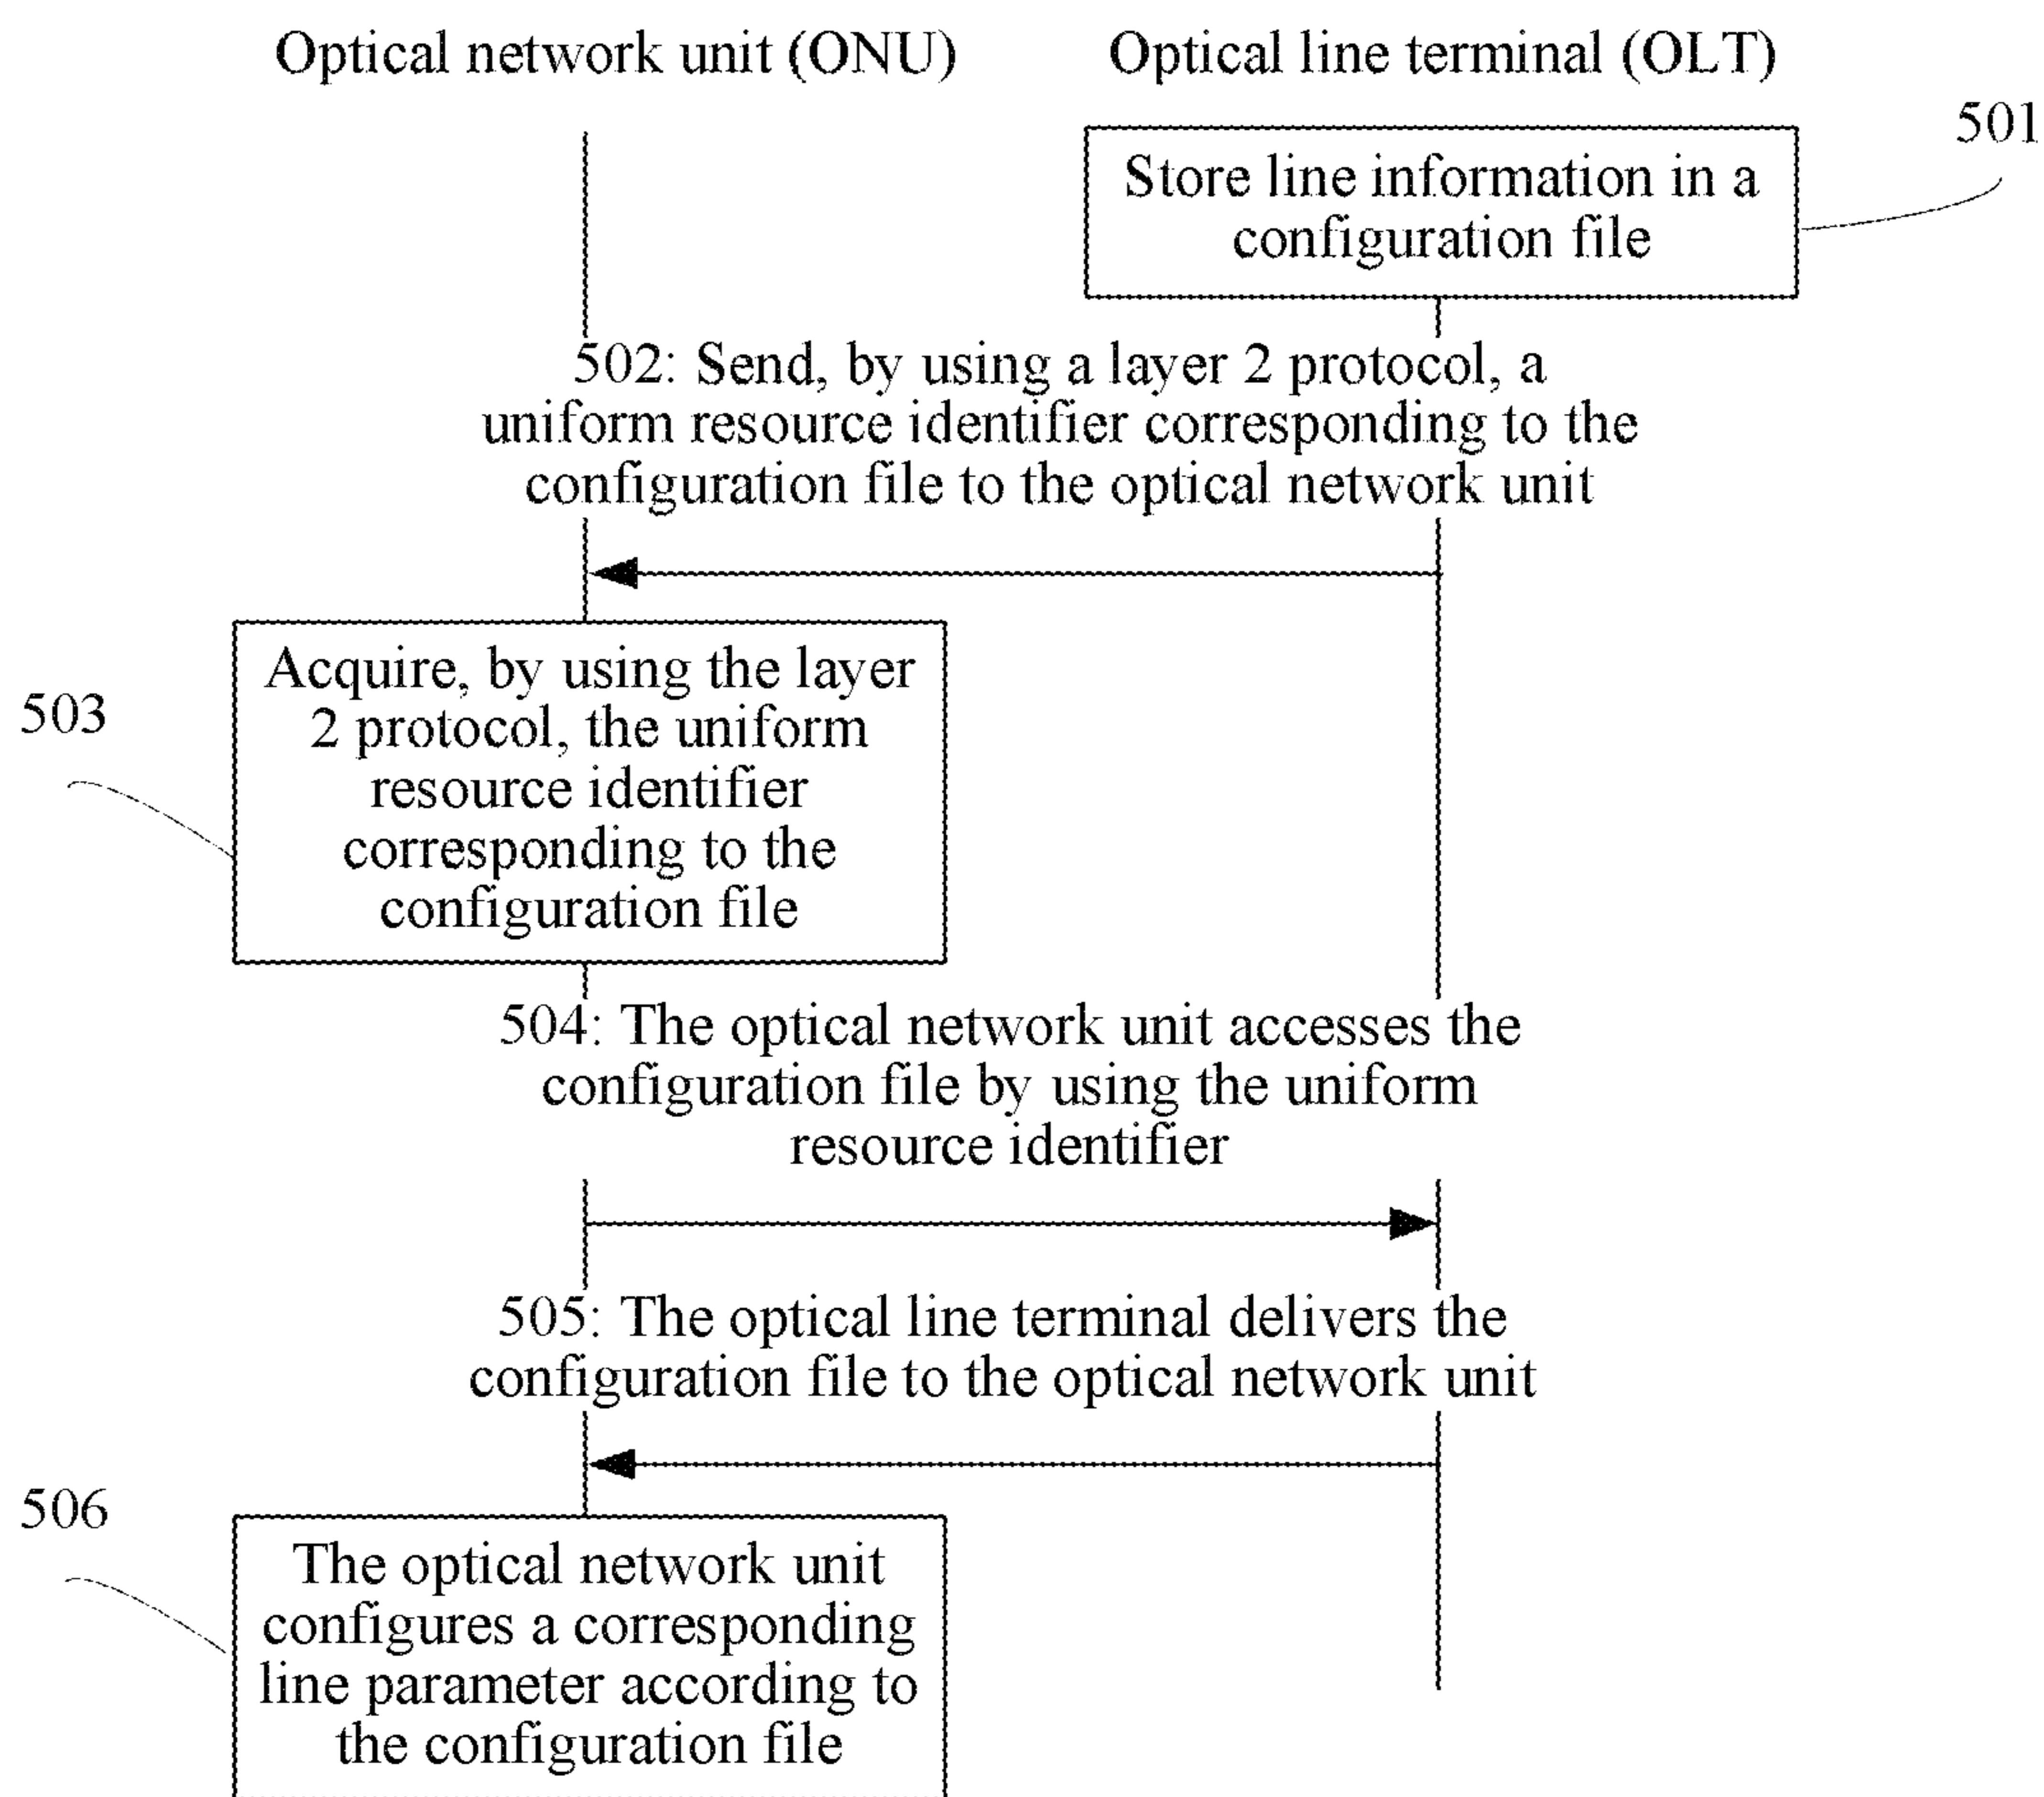 Optical network unit (ONU)
Optical line terminal (OLT)
501
Store line information in a
configuration file
502: Send, by using a layer 2 protocol, a
uniform resource identifier corresponding to the
configuration file to the optical network unit
503
Acquire, by using the layer
2 protocol, the uniform
resource identifier
corresponding to the
configuration file
504: The optical network unit accesses the
configuration file by using the uniform
resource identifier
505: The optical line terminal delivers the
configuration file to the optical network unit
506
The optical network unit
configures a corresponding
line parameter according to
the configuration file